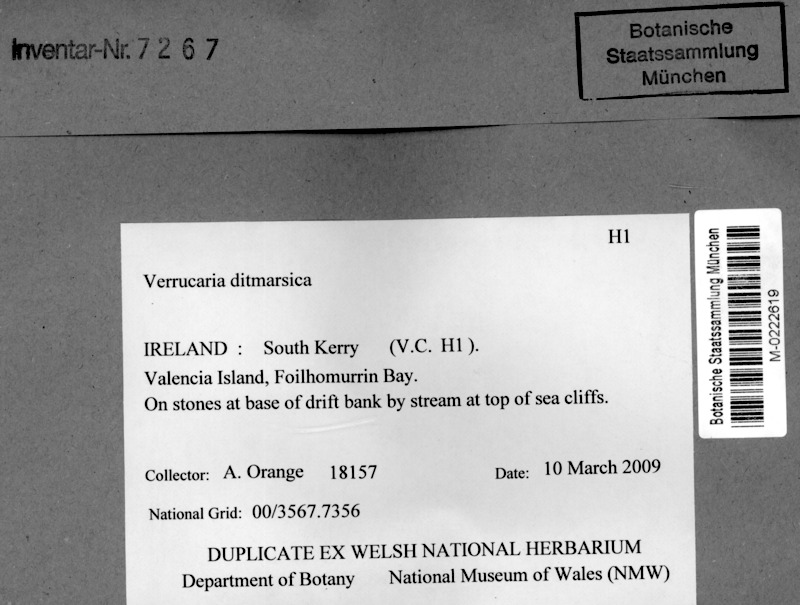 Inventar-Nr. 7 2 6 7
Botanische
Staatssammlung
München
H1
Verrucaria ditmarsica
IRELAND : South Kerry (V.C. H1 ).
Valencia Island, Foilhomurrin Bay.
On stones at base of drift bank by stream at top of sea cliffs.
Collector: A. Orange 18157 Date: 10 March 2009
National Grid: 00/3567.7356
DUPLICATE EX WELSH NATIONAL HERBARIUM
Department of Botany National Museum of Wales (NMW)
Botanische Staatssammlung München
M-0222619